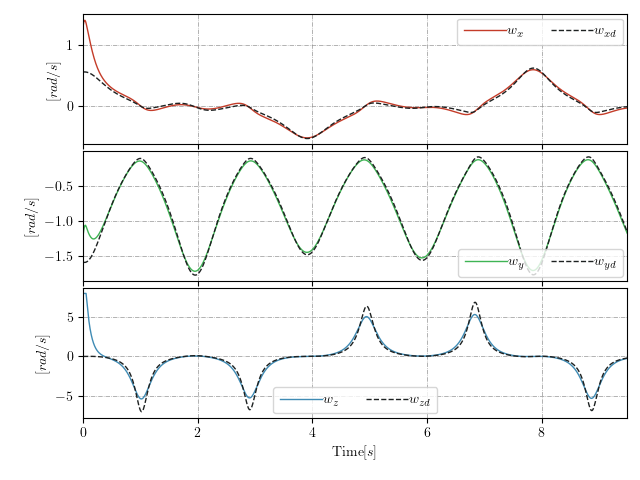 1
0
[rad/s]
w_x w_xd
−0.5
−1.0
−1.5
[rad/s]
w_y w_yd
5
0
−5
[rad/s]
w_z w_zd
0 2 4 6 8
Time[s]